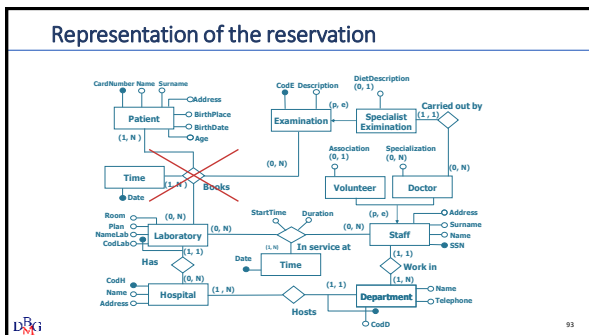 Representation of the reservation
CardNumber Name Surname
Address
BirthPlace
BirthDate
Age
Patient
(1, N)
CodE Description
Examination
(p, e)
DietDescription
(0, 1)
Specialist
Eximination
(1 , 1)
Carried out by
(0, N)
Time
(1, N)
Books
Date
(0, N)
Association
(0, 1)
Specialization
(0, N)
Volunteer
Doctor
(0, N)
(p, e)
Room
Plan
NameLab
CodLab
(0, N)
Laboratory
(0, N)
StartTime
Duration
In service at
(0, N)
(1, N)
Date
Time
Staff
Address
Surname
Name
SSN
Has
(1, 1)
(0, N)
(1, 1)
Work in
(1, N)
CodH
Name
Address
Hospital
(1 , N)
Hosts
(1, 1)
Department
Name
Telephone
CodD
DBMG
93